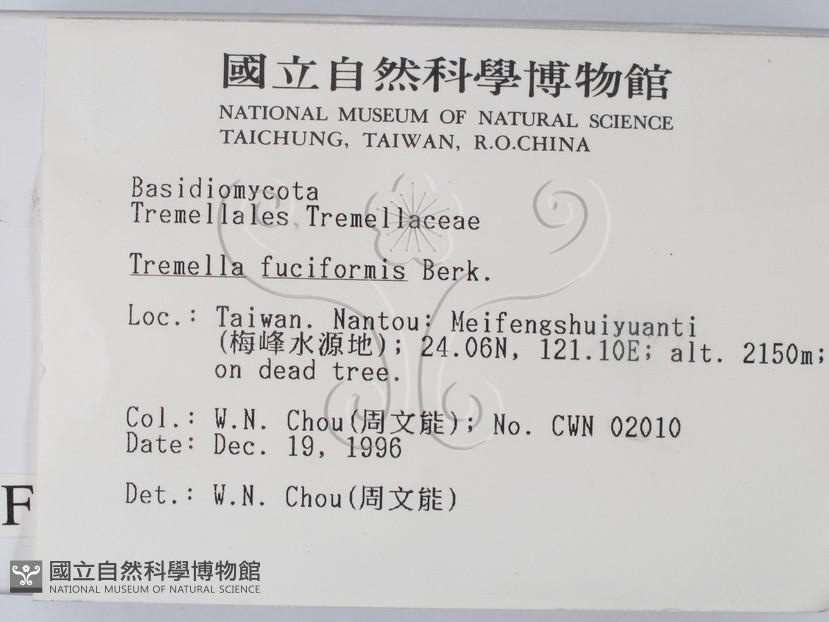 國立自然科學博物館
NATIONAL MUSEUM OF NATURAL SCIENCE
TAICHUNG, TAIWAN, R.O.CHINA
Basidiomycota
Tremellales Tremellaceae
Tremella fuciformis Berk.
Loc.: Taiwan. Nantou: Meifengshuiyuanti
(梅峰水源地); 24.06N, 121.10E; alt. 2150m;
on dead tree.
Col.: W.N. Chou(周文能); No. CWN 02010
Date: Dec. 19, 1996
Det.: W.N. Chou(周文能)
F
國立自然科學博物館
NATIONAL MUSEUM OF NATURAL SCIENCE